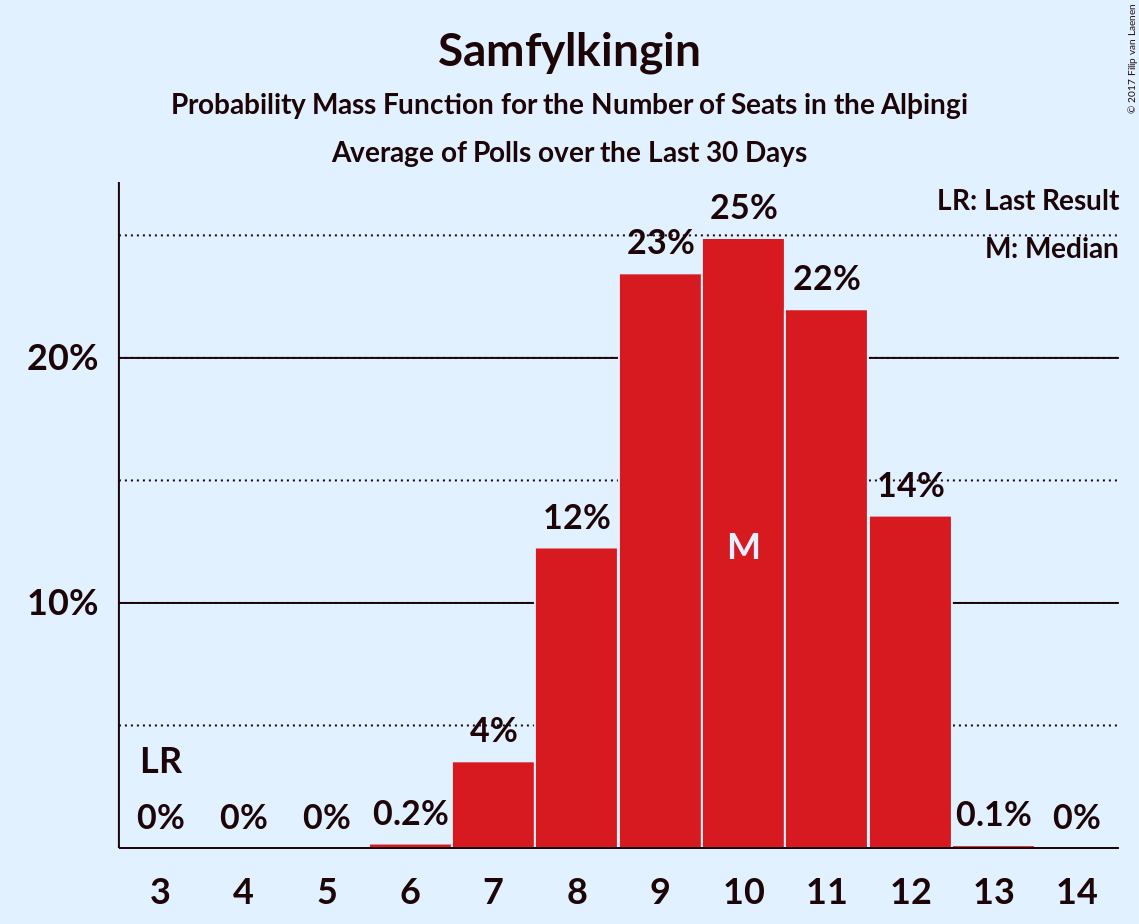 Samfylkingin
Probability Mass Function for the Number of Seats in the Alþingi
Average of Polls over the Last 30 Days
© 2017 Filip van Laenen
LR: Last Result
M: Median
25%
23%
22%
20%
14%
12%
M
10%
4%
LR
0% 0% 0% 0.2% 0.1% 0%
3 4 5 6 7 8 9 10 11 12 13 14